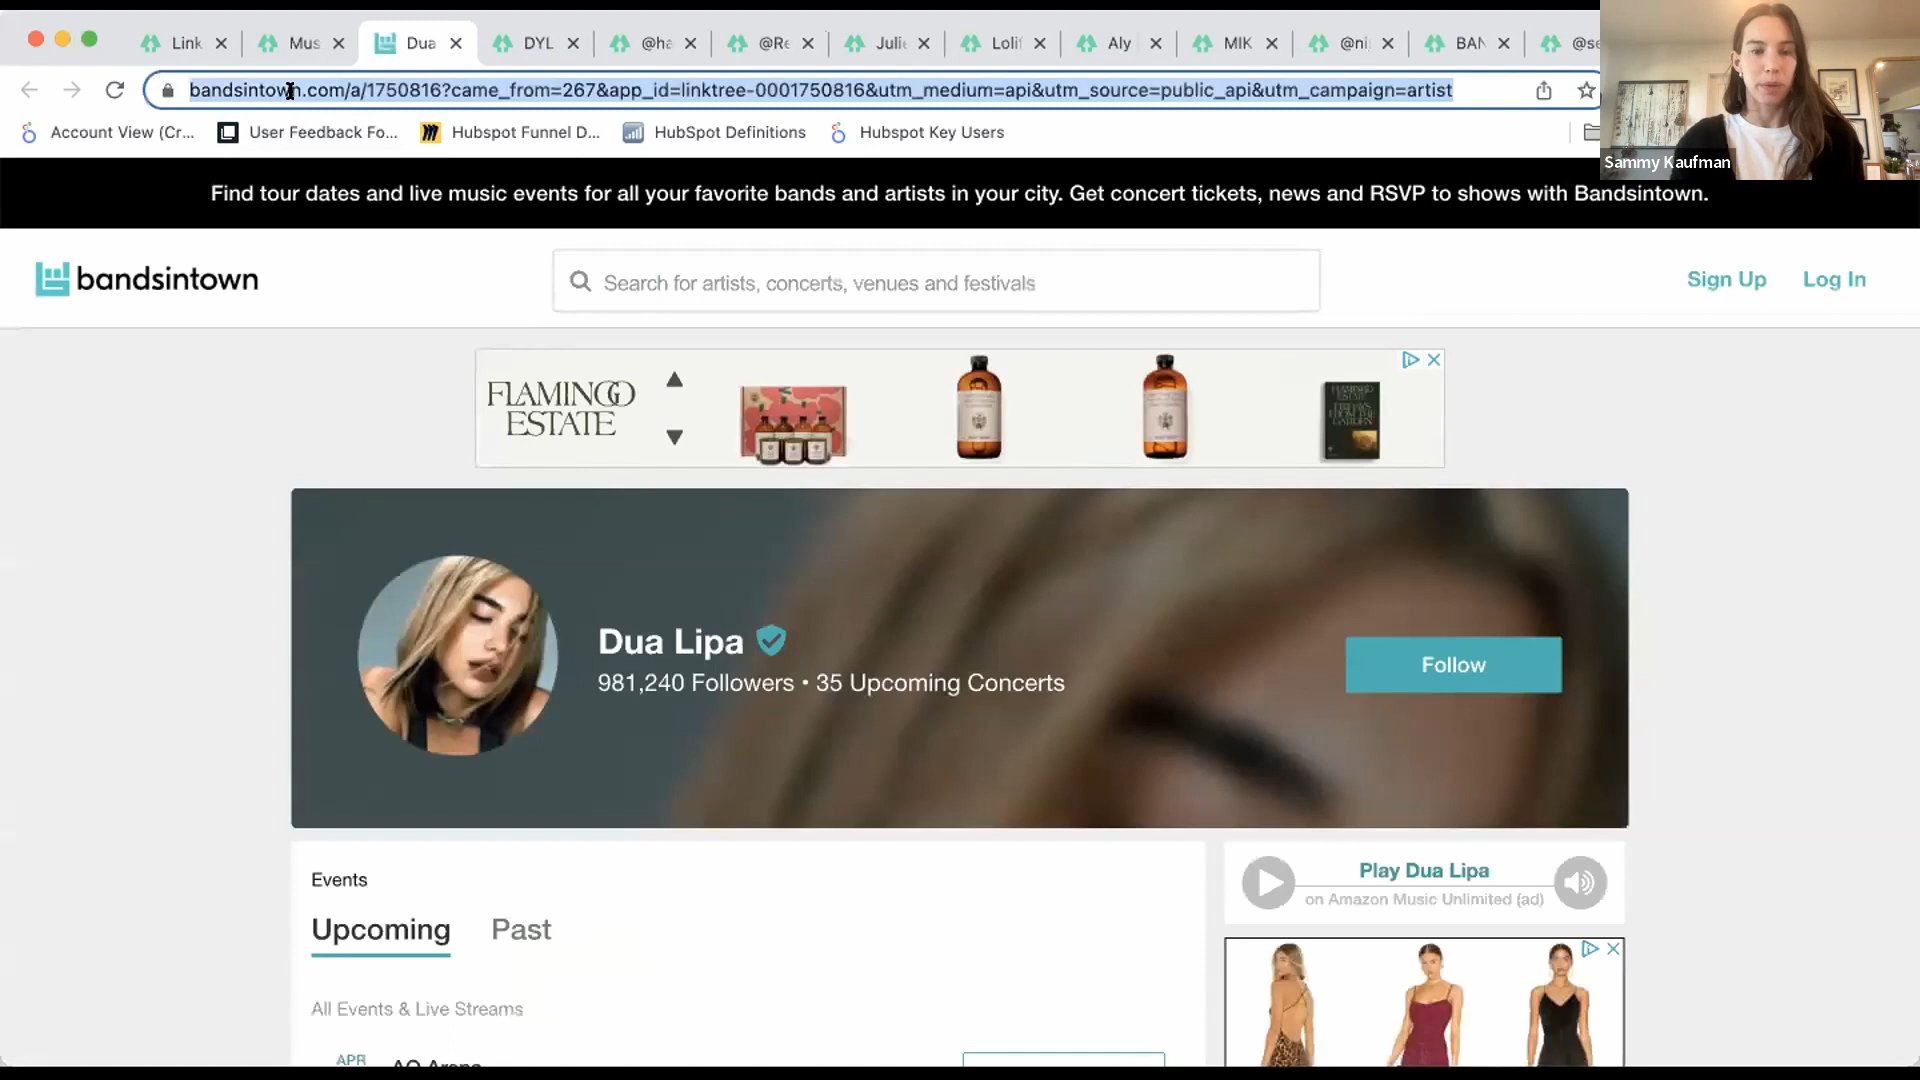 Link
Mus
Dua
DYL
@ha
@Re
Julie
Lolif
Aly
MIK
@ni
BAN
@se
bandsintown.com/a/1750816?came_from=267&app_id=linktree-0001750816&utm_medium=api&utm_source=public_api&utm_campaign=artist
Account View (Cr...
User Feedback Fo...
Hubspot Funnel D...
HubSpot Definitions
Hubspot Key Users
Sammy Kaufman
Find tour dates and live music events for all your favorite bands and artists in your city. Get concert tickets, news and RSVP to shows with Bandsintown.
bandsintown
Search for artists, concerts, venues and festivals
Sign Up
Log In
FLAMINGO
ESTATE
Dua Lipa
981,240 Followers • 35 Upcoming Concerts
Follow
Events
Upcoming
Past
All Events & Live Streams
APR
AO Arena
Play Dua Lipa
on Amazon Music Unlimited (ad)